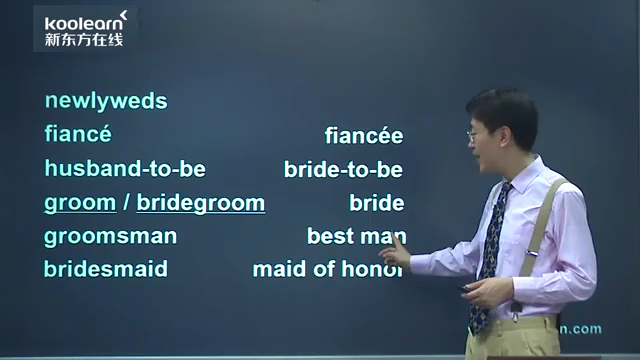 koolearn
新东方在线
newlyweds
fiancé fiancée
husband-to-be bride-to-be
groom / bridegroom bride
groomsman best man
bridesmaid maid of honor
n.com